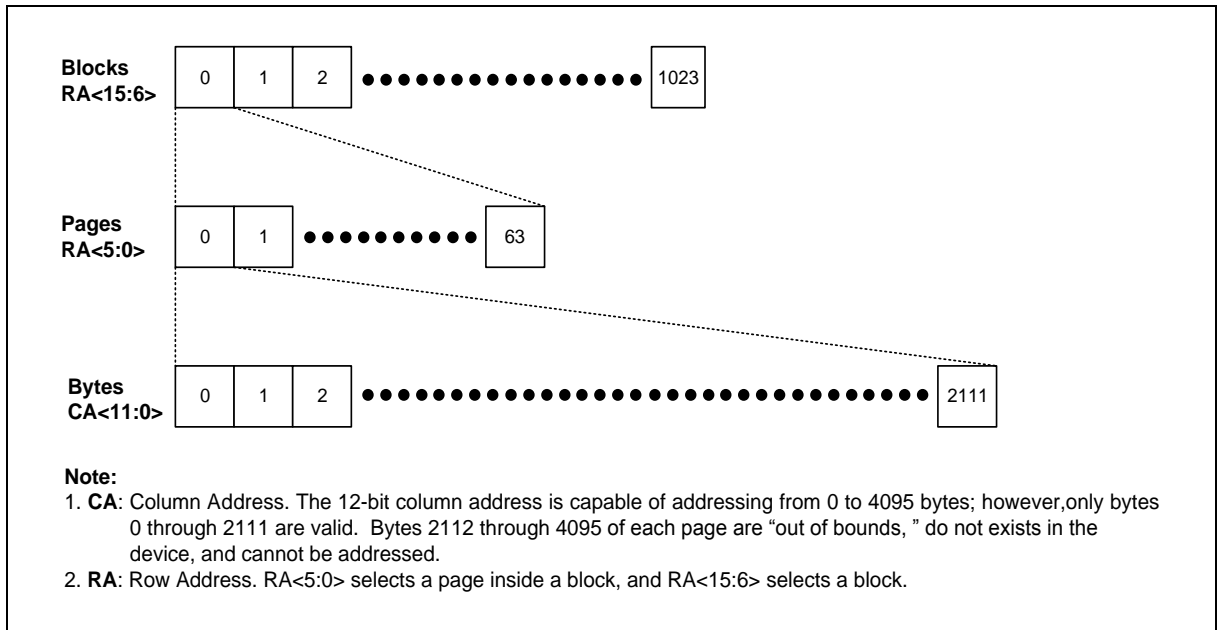 Blocks
RA<15:6>
0 1 2 1023
Pages
RA<5:0>
0 1 63
Bytes
CA<11:0>
0 1 2 2111
Note:
1. CA: Column Address. The 12-bit column address is capable of addressing from 0 to 4095 bytes; however,only bytes
0 through 2111 are valid. Bytes 2112 through 4095 of each page are “out of bounds, ” do not exists in the
device, and cannot be addressed.
2. RA: Row Address. RA<5:0> selects a page inside a block, and RA<15:6> selects a block.